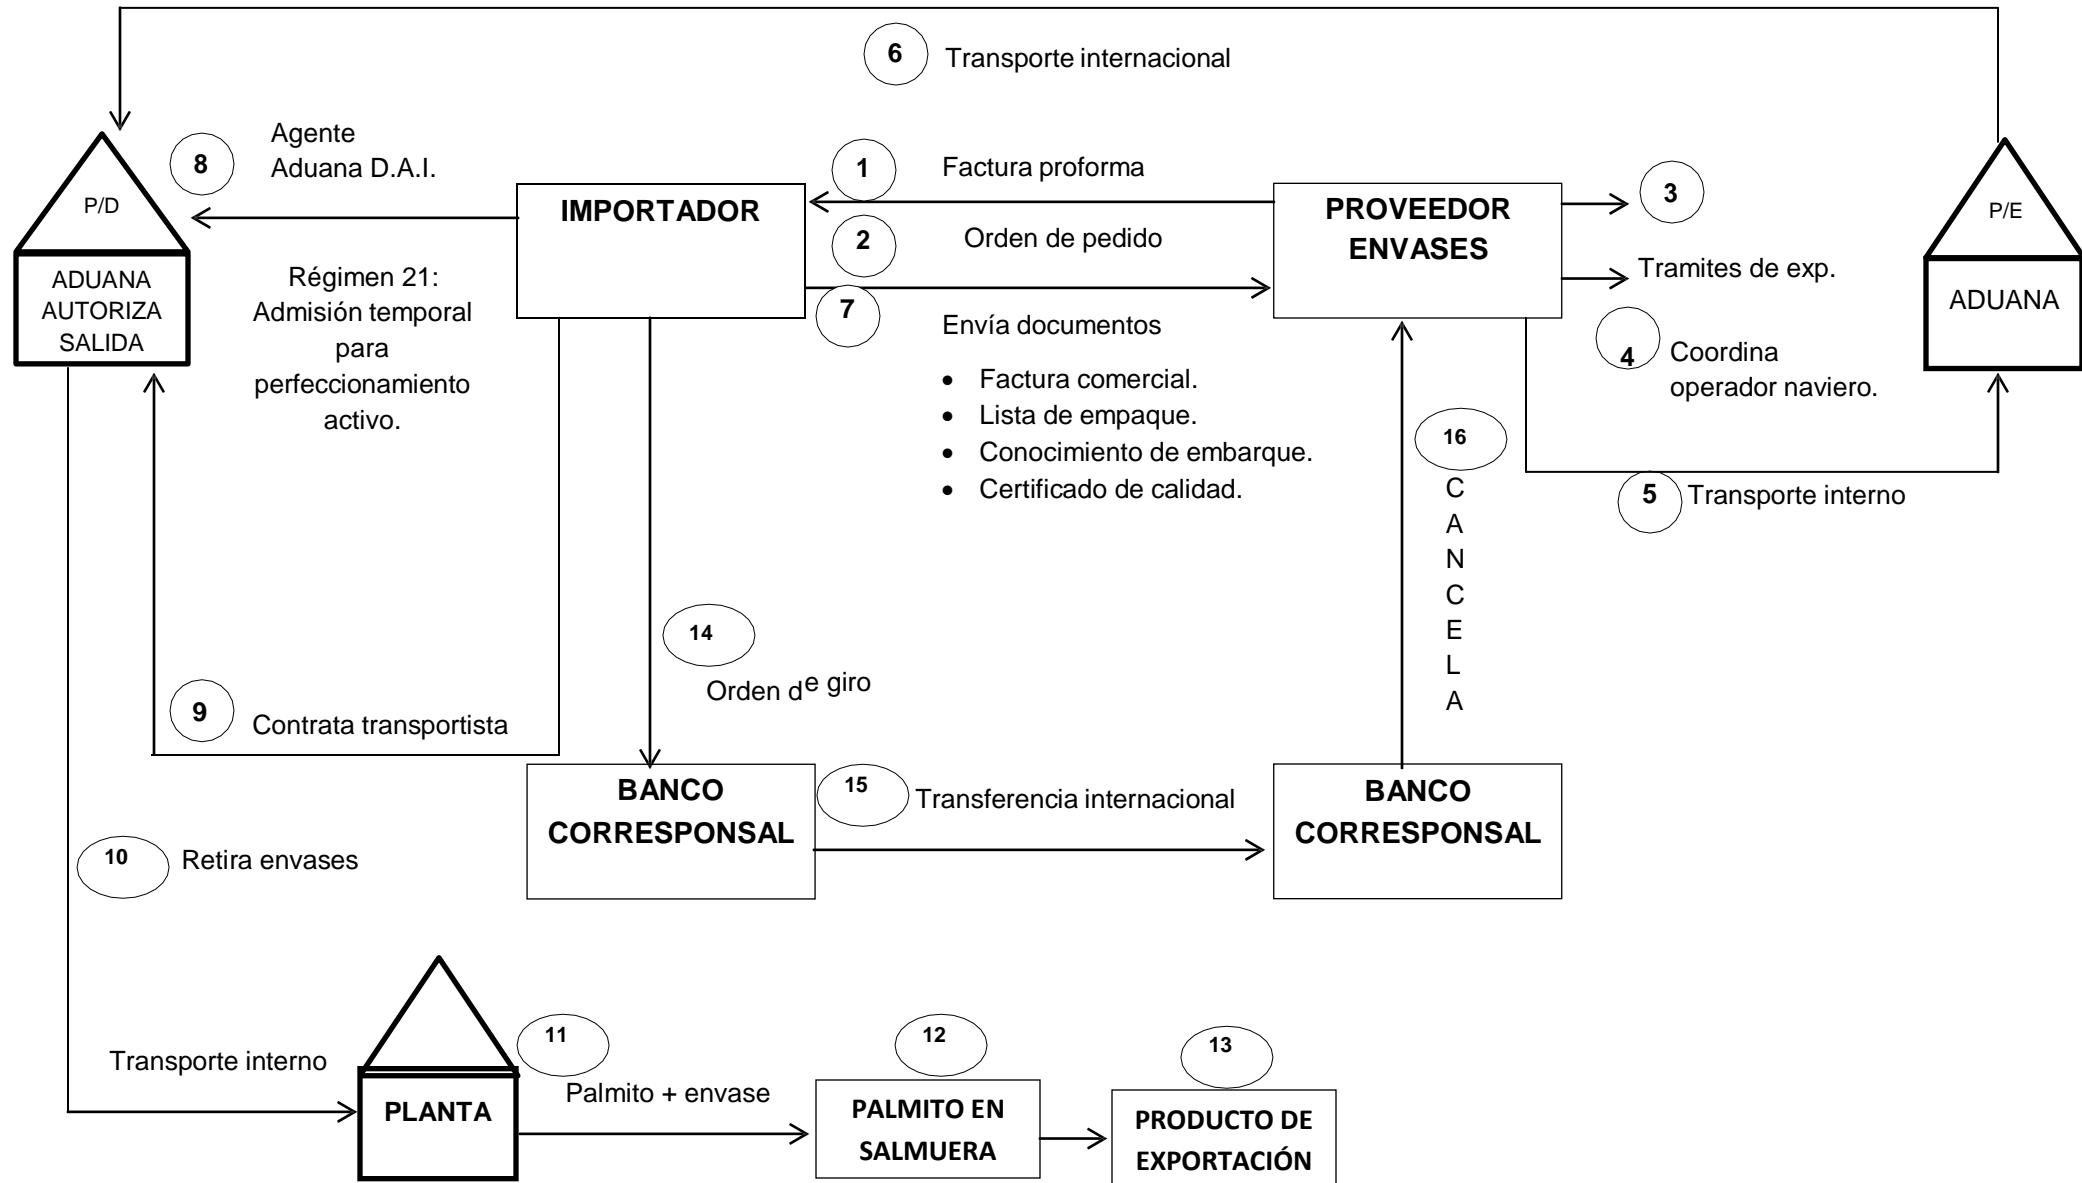 6
Transporte internacional
8
Agente
Aduana D.A.I.
1
Factura proforma
3
P/D
IMPORTADOR
PROVEEDOR
ENVASES
P/E
2
Orden de pedido
ADUANA
AUTORIZA
SALIDA
Régimen 21:
Admisión temporal
para
perfeccionamiento
activo.
7
Envía documentos
• Factura comercial.
• Lista de empaque.
• Conocimiento de embarque.
• Certificado de calidad.
Tramites de exp.
ADUANA
4
Coordina
operador naviero.
16
C
A
N
C
E
L
A
5
Transporte interno
14
Orden de giro
9
Contrata transportista
BANCO
CORRESPONSAL
15
Transferencia internacional
BANCO
CORRESPONSAL
10
Retira envases
Transporte interno
PLANTA
11
Palmito + envase
12
PALMITO EN
SALMUERA
13
PRODUCTO DE
EXPORTACIÓN